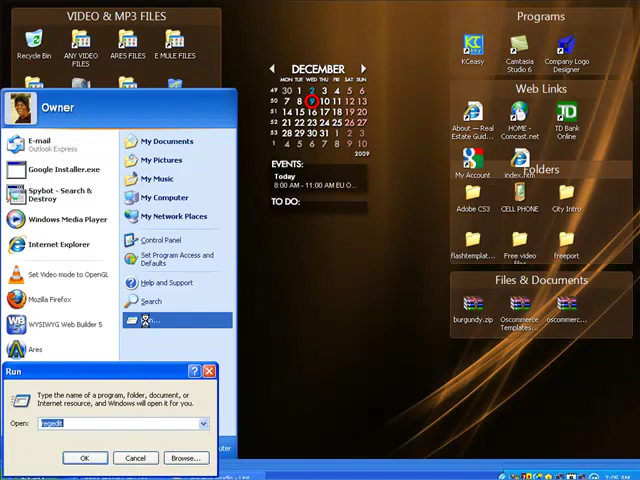 VIDEO & MP3 FILES
Recycle Bin
ANY VIDEO
FILES
ARES FILES
E MULE FILES
Owner
E-mail
Outlook Express
Google Installer.exe
Spybot - Search &
Destroy
Windows Media Player
Internet Explorer
Set Video mode to OpenGL
Mozilla Firefox
WYSIWYG Web Builder 5
Ares
My Documents
My Pictures
My Music
My Computer
My Network Places
Control Panel
Set Program Access and
Defaults
Help and Support
Search
Run
Type the name of a program, folder, document, or
Internet resource, and Windows will open it for you.
Open: regedit
OK Cancel Browse...
DECEMBER
MON TUE WED THU FRI SAT SUN
49 30 1 2 3 4 5 6
50 7 8 9 10 11 12 13
51 14 15 16 17 18 19 20
52 21 22 23 24 25 26 27
53 28 29 30 31 1 2 3
1 4 5 6 7 8 9 10
2009
EVENTS:
Today
8:00 AM - 11:00 AM EU O...
TO DO:
Programs
KCeasy
Camtasia
Studio 6
Company Logo
Designer
Web Links
About — Real
Estate Guid...
HOME -
Comcast.net
TD Bank
Online
My Account
index.htm
Folders
Adobe CS3
CELL PHONE
City Intro
flashtemplat...
Free video
freeport
Files & Documents
burgundy.zip
Oscommerce
Templates...
oscommerc...
7:05 AM